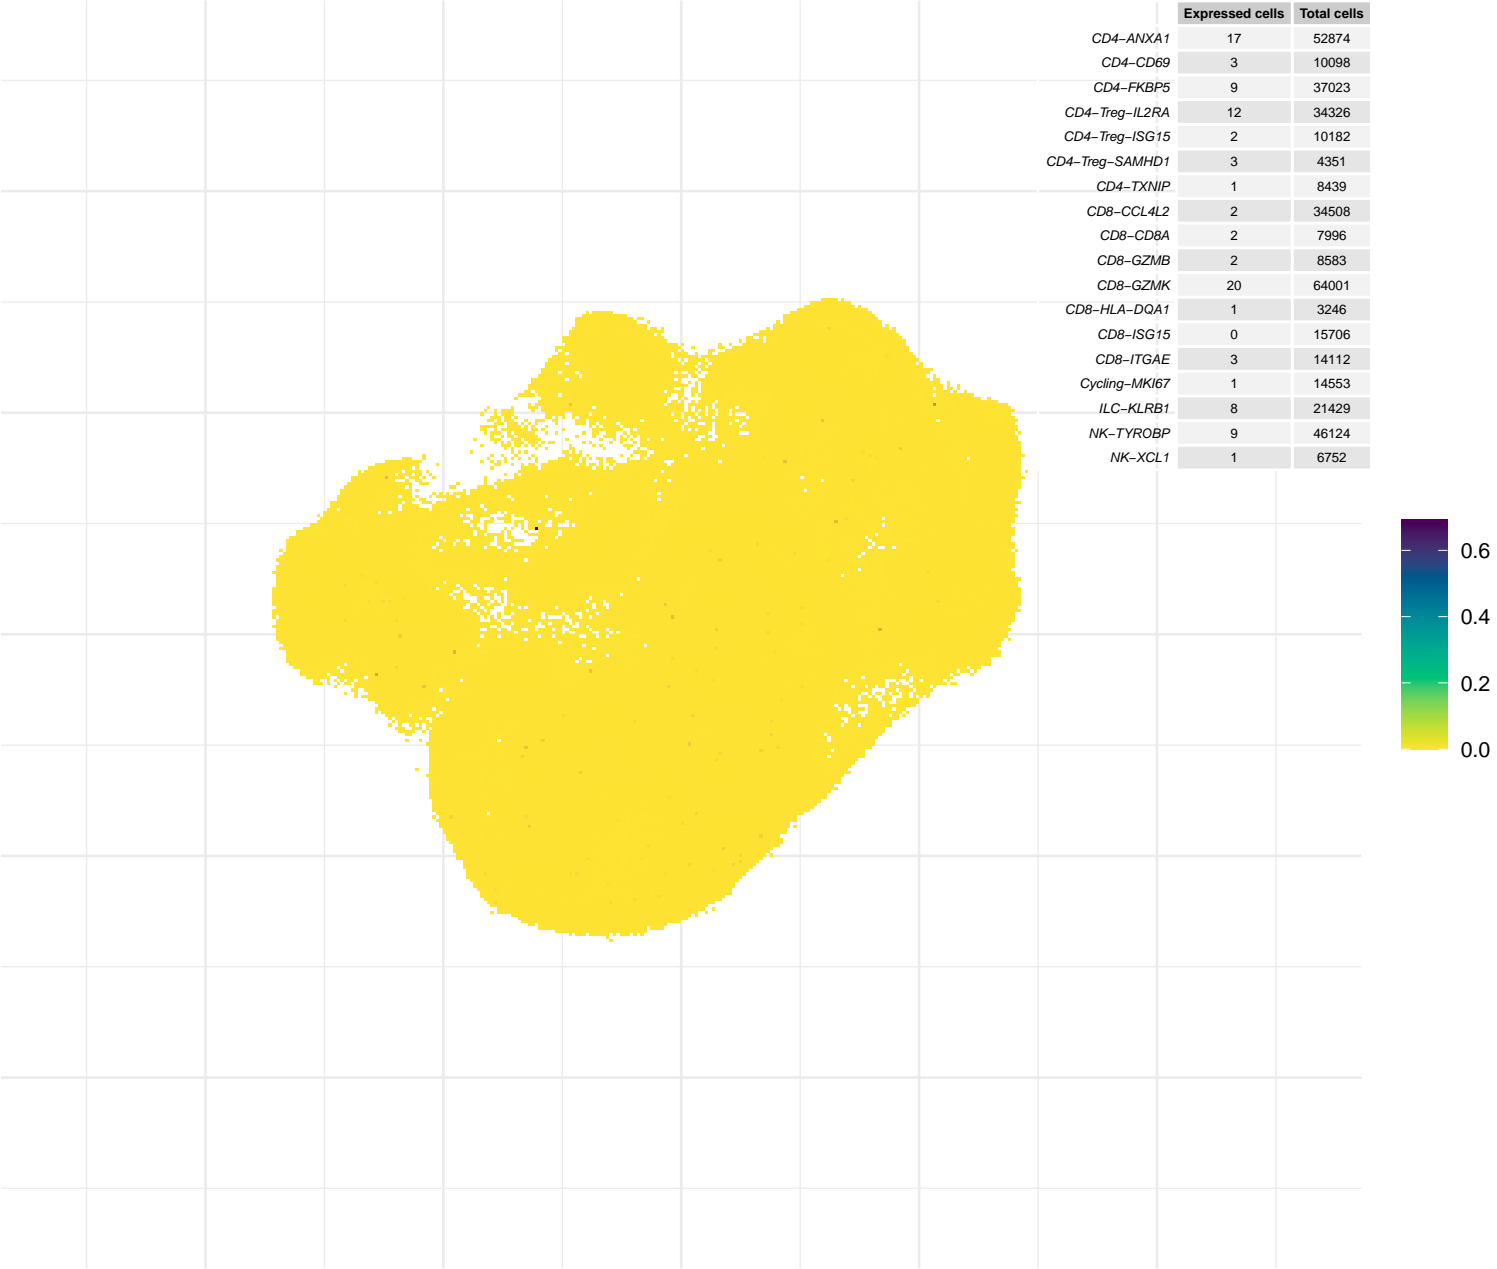 Expressed cells Total cells
CD4−ANXA1 17 52874
CD4−CD69 3 10098
CD4−FKBP5 9 37023
CD4−Treg−IL2RA 12 34326
CD4−Treg−ISG15 2 10182
CD4−Treg−SAMHD1 3 4351
CD4−TXNIP 1 8439
CD8−CCL4L2 2 34508
CD8−CD8A 2 7996
CD8−GZMB 2 8583
CD8−GZMK 20 64001
CD8−HLA−DQA1 1 3246
CD8−ISG15 0 15706
CD8−ITGAE 3 14112
Cycling−MKI67 1 14553
ILC−KLRB1 8 21429
NK−TYROBP 9 46124
NK−XCL1 1 6752
0.6
0.4
0.2
0.0